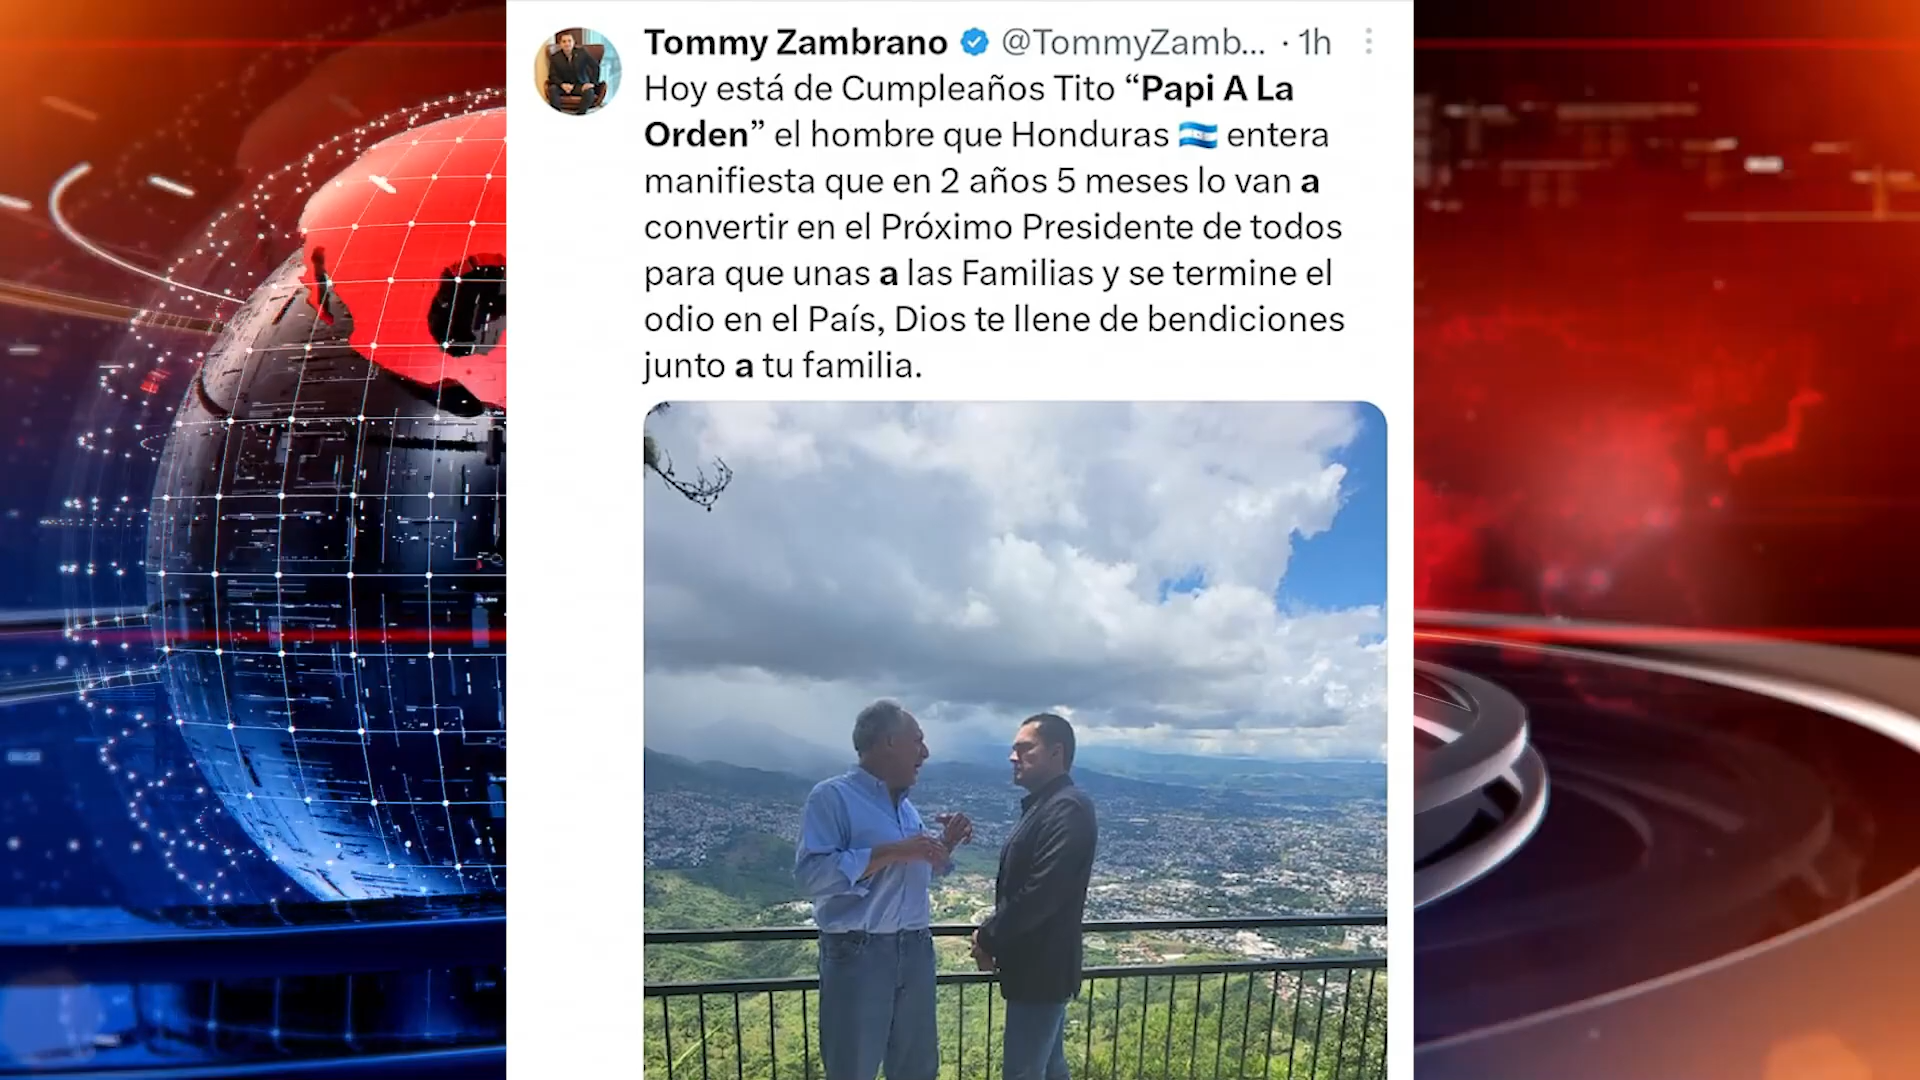 Tommy Zambrano @TommyZamb... · 1h
Hoy está de Cumpleaños Tito “Papi A La
Orden” el hombre que Honduras 🇭🇳 entera
manifiesta que en 2 años 5 meses lo van a
convertir en el Próximo Presidente de todos
para que unas a las Familias y se termine el
odio en el País, Dios te llene de bendiciones
junto a tu familia.